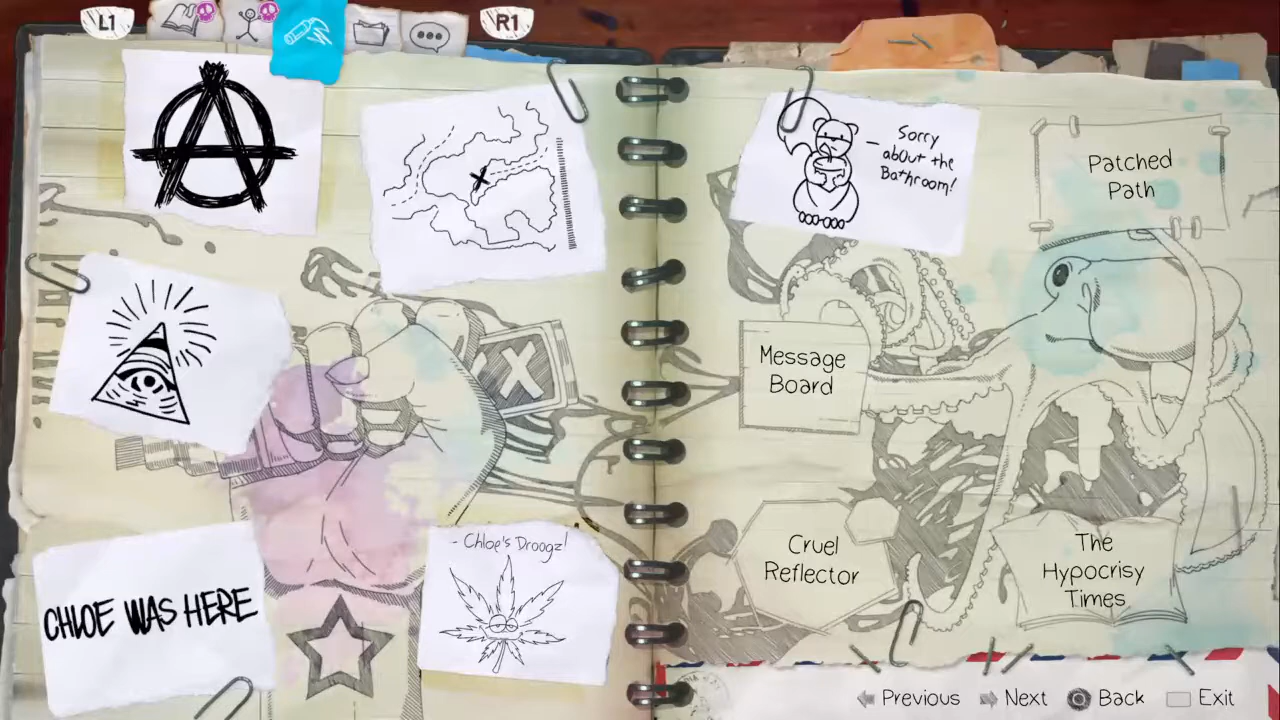 L1
R1
Sorry
about the
Bathroom!
Patched
Path
Message
Board
CHLOE WAS HERE
- Chloe's Droogz!
Cruel
Reflector
The
Hypocrisy
Times
Previous
Next
Back
Exit